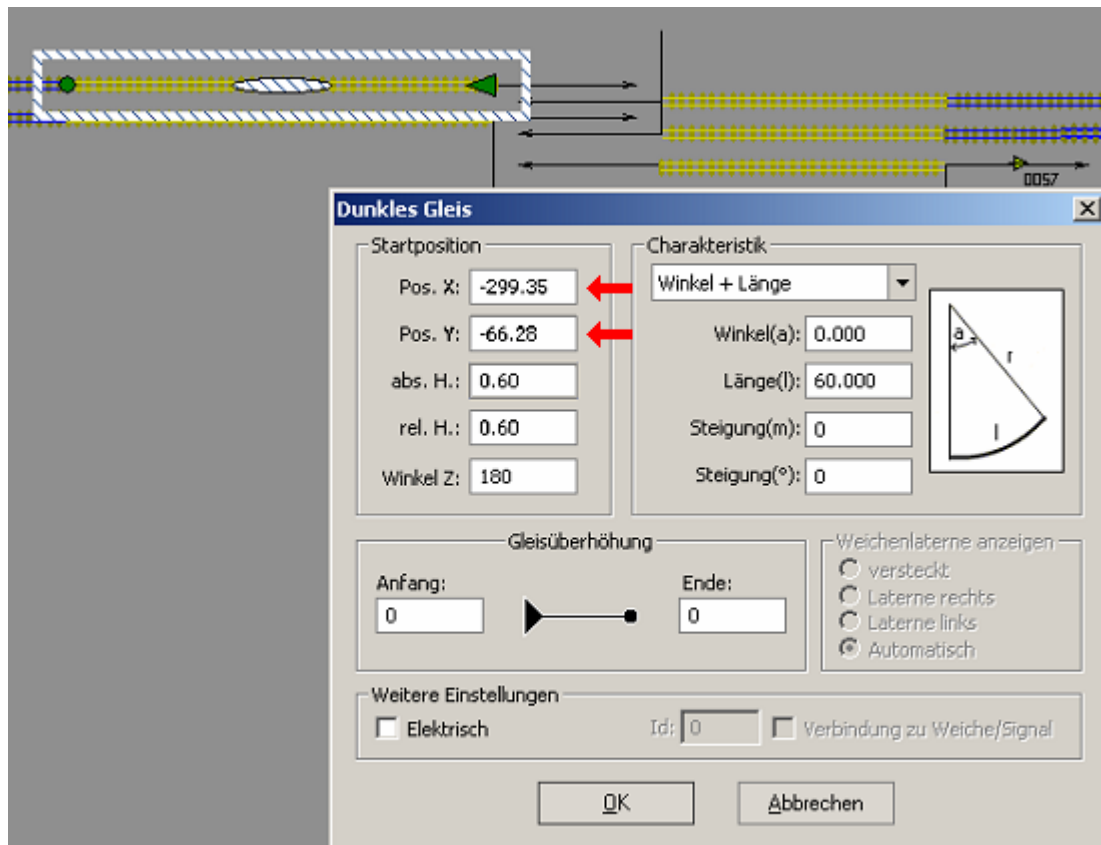 0057
Dunkles Gleis
Startposition
Pos. X: -299.35
Pos. Y: -66.28
abs. H.: 0.60
rel. H.: 0.60
Winkel Z: 180
Charakteristik
Winkel + Länge
Winkel(a): 0.000
Länge(l): 60.000
Steigung(m): 0
Steigung(°): 0
a
r
l
Gleisüberhöhung
Anfang:
0
Ende:
0
Weichenlaterne anzeigen
versteckt
Laterne rechts
Laterne links
Automatisch
Weitere Einstellungen
Elektrisch
Id: 0
Verbindung zu Weiche/Signal
OK
Abbrechen